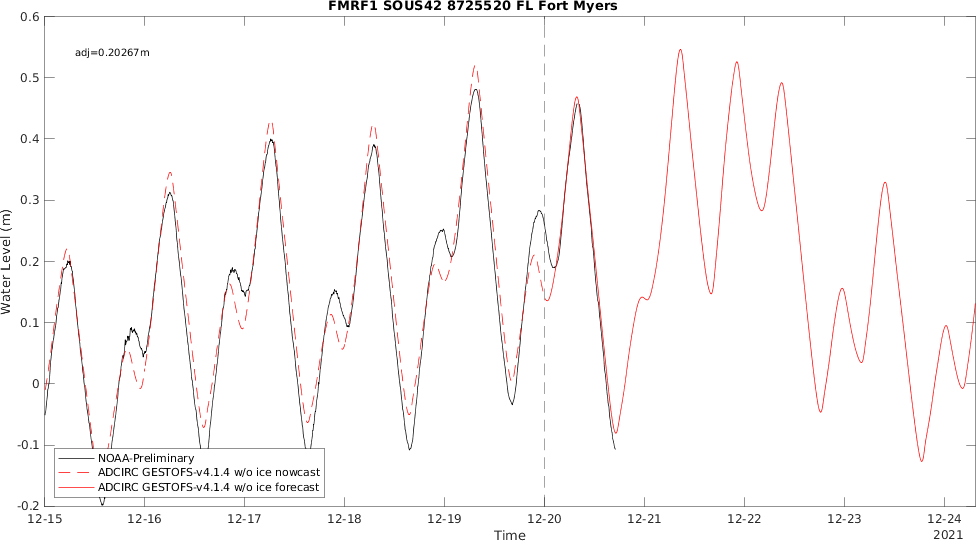 FMRF1 SOUS42 8725520 FL Fort Myers
adj=0.20267m
Water Level (m)
0.6
0.5
0.4
0.3
0.2
0.1
0
-0.1
-0.2
NOAA-Preliminary
ADCIRC GESTOFS-v4.1.4 w/o ice nowcast
ADCIRC GESTOFS-v4.1.4 w/o ice forecast
12-15 12-16 12-17 12-18 12-19 12-20 12-21 12-22 12-23 12-24
Time
2021